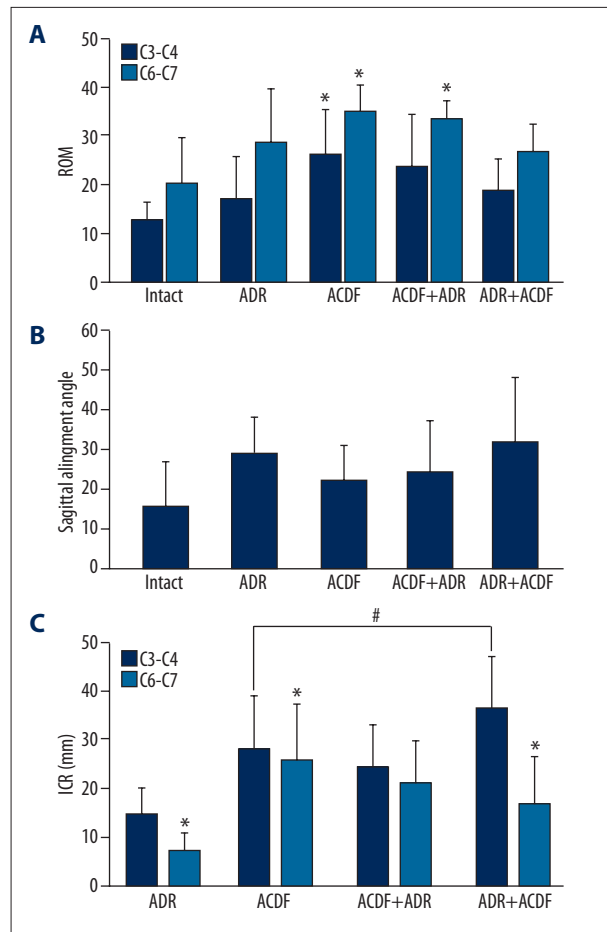 A
50
40
30
20
10
0
ROM
C3-C4
C6-C7
*
*
*
Intact
ADR
ACDF
ACDF+ADR
ADR+ACDF
B
60
50
40
30
20
10
0
Sagittal alingment angle
Intact
ADR
ACDF
ACDF+ADR
ADR+ACDF
C
50
40
30
20
10
0
ICR (mm)
C3-C4
C6-C7
#
*
*
*
ADR
ACDF
ACDF+ADR
ADR+ACDF